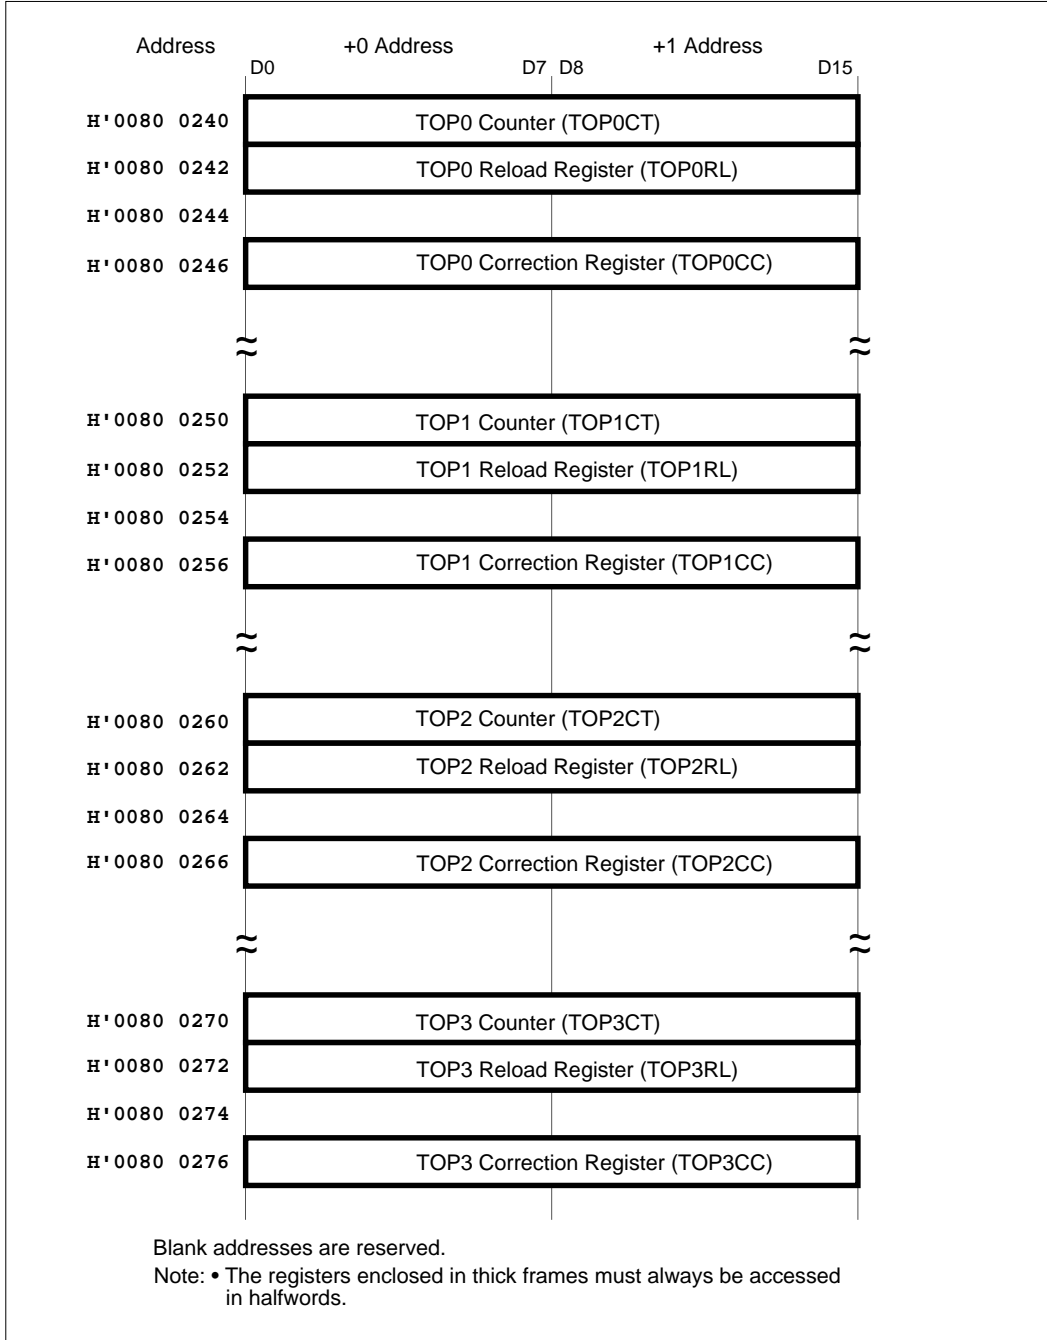 Address +0 Address +1 Address
D0 D7 D8 D15
H'0080 0240 TOP0 Counter (TOP0CT)
H'0080 0242 TOP0 Reload Register (TOP0RL)
H'0080 0244
H'0080 0246 TOP0 Correction Register (TOP0CC)
≈ ≈
H'0080 0250 TOP1 Counter (TOP1CT)
H'0080 0252 TOP1 Reload Register (TOP1RL)
H'0080 0254
H'0080 0256 TOP1 Correction Register (TOP1CC)
≈ ≈
H'0080 0260 TOP2 Counter (TOP2CT)
H'0080 0262 TOP2 Reload Register (TOP2RL)
H'0080 0264
H'0080 0266 TOP2 Correction Register (TOP2CC)
≈ ≈
H'0080 0270 TOP3 Counter (TOP3CT)
H'0080 0272 TOP3 Reload Register (TOP3RL)
H'0080 0274
H'0080 0276 TOP3 Correction Register (TOP3CC)
Blank addresses are reserved.
Note: • The registers enclosed in thick frames must always be accessed
in halfwords.